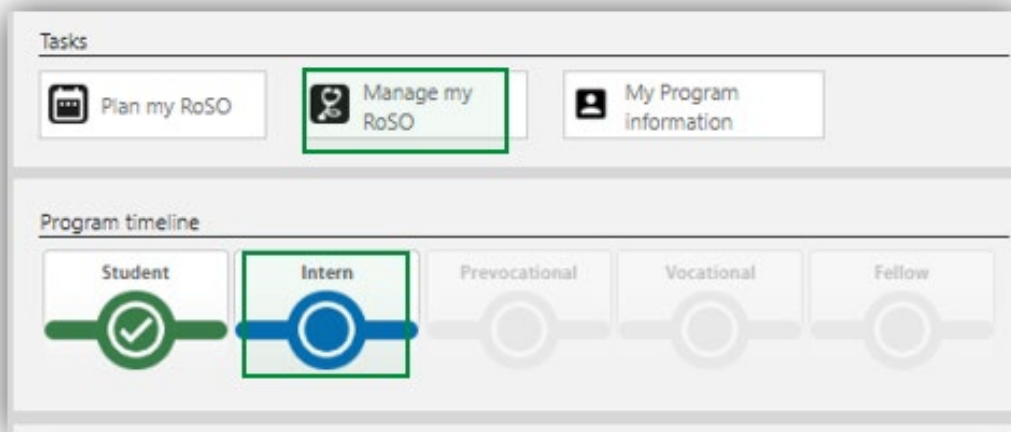 Tasks
Plan my RoSO
Manage my
RoSO
My Program
information
Program timeline
Student
Intern
Prevocational
Vocational
Fellow